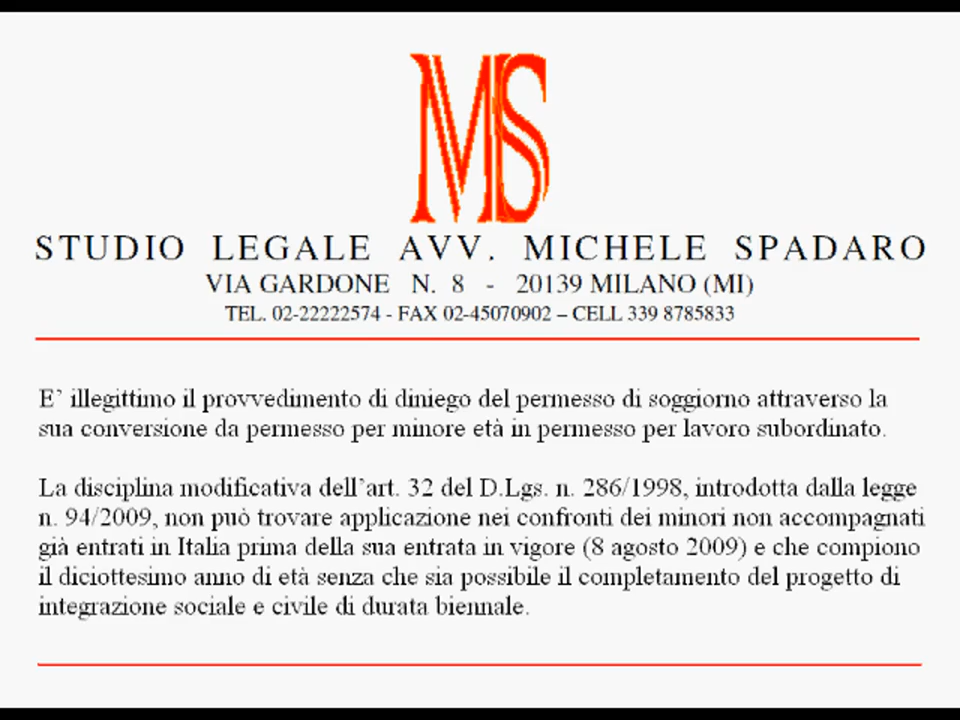 MS
STUDIO LEGALE AVV. MICHELE SPADARO
VIA GARDONE N. 8 - 20139 MILANO (MI)
TEL. 02-22222574 - FAX 02-45070902 – CELL 339 8785833
E' illegittimo il provvedimento di diniego del permesso di soggiorno attraverso la
sua conversione da permesso per minore età in permesso per lavoro subordinato.
La disciplina modificativa dell'art. 32 del D.Lgs. n. 286/1998, introdotta dalla legge
n. 94/2009, non può trovare applicazione nei confronti dei minori non accompagnati
già entrati in Italia prima della sua entrata in vigore (8 agosto 2009) e che compiono
il diciottesimo anno di età senza che sia possibile il completamento del progetto di
integrazione sociale e civile di durata biennale.